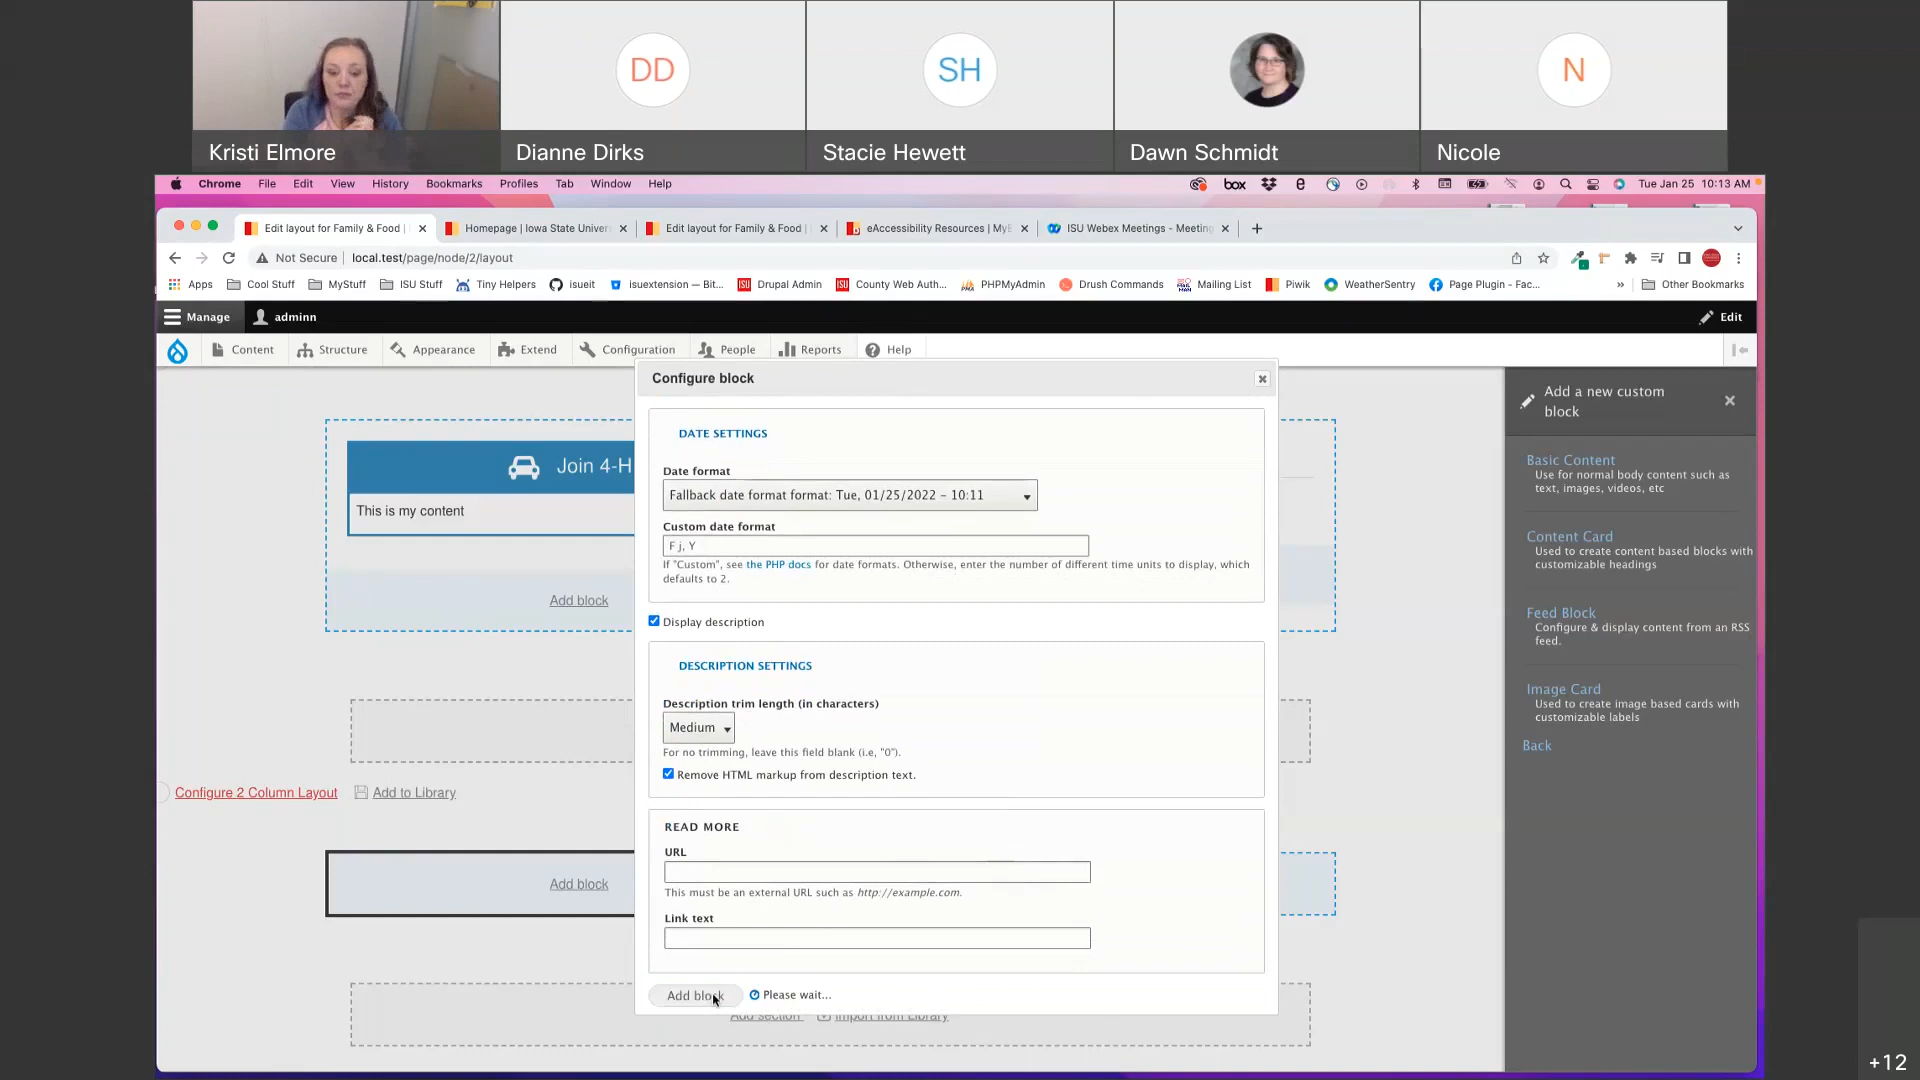 DD
SH
N
Kristi Elmore
Dianne Dirks
Stacie Hewett
Dawn Schmidt
Nicole
Chrome File Edit View History Bookmarks Profiles Tab Window Help
box
Tue Jan 25 10:13 AM
Edit layout for Family & Food |
Homepage | Iowa State Univer
Edit layout for Family & Food |
eAccessibility Resources | MyE
ISU Webex Meetings - Meeting
Not Secure local.test/page/node/2/layout
Apps Cool Stuff MyStuff ISU Stuff Tiny Helpers isueit isuextension — Bit... Drupal Admin County Web Auth... PHPMyAdmin Drush Commands Mailing List Piwik WeatherSentry Page Plugin - Fac... » Other Bookmarks
Manage adminn Edit
Content Structure Appearance Extend Configuration People Reports Help
Configure block
DATE SETTINGS
Date format
Fallback date format format: Tue, 01/25/2022 - 10:11
Custom date format
F j, Y
If "Custom", see the PHP docs for date formats. Otherwise, enter the number of different time units to display, which
defaults to 2.
Display description
DESCRIPTION SETTINGS
Description trim length (in characters)
Medium
For no trimming, leave this field blank (i.e, "0").
Remove HTML markup from description text.
READ MORE
URL
This must be an external URL such as http://example.com.
Link text
Add block Please wait...
Join 4-H
This is my content
Add block
Configure 2 Column Layout Add to Library
Add block
Add section Import from Library
Add a new custom
block
Basic Content
Use for normal body content such as
text, images, videos, etc
Content Card
Used to create content based blocks with
customizable headings
Feed Block
Configure & display content from an RSS
feed.
Image Card
Used to create image based cards with
customizable labels
Back
+12